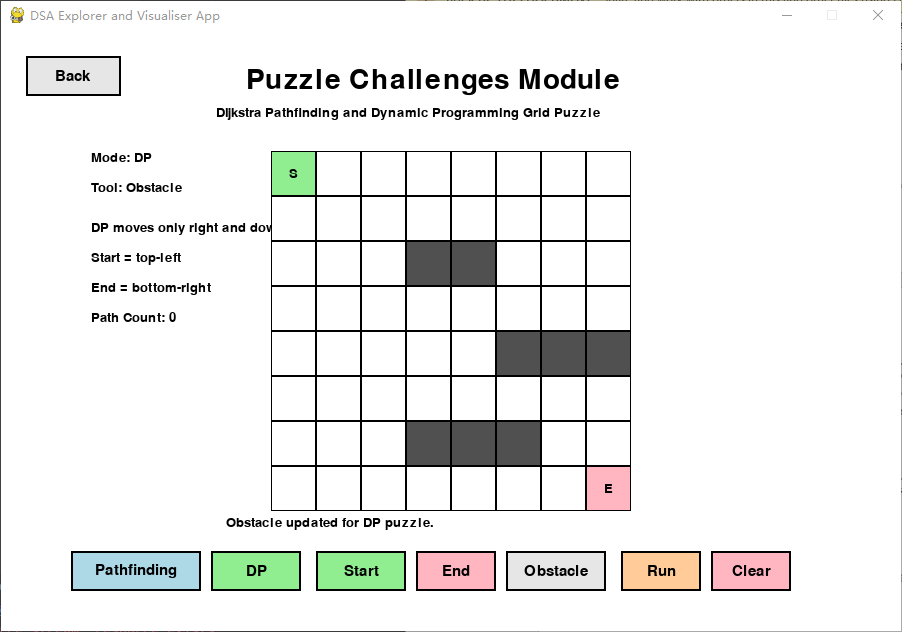 DSA Explorer and Visualiser App
Back
Puzzle Challenges Module
Dijkstra Pathfinding and Dynamic Programming Grid Puzzle
Mode: DP
Tool: Obstacle
DP moves only right and dow
Start = top-left
End = bottom-right
Path Count: 0
S
E
Obstacle updated for DP puzzle.
Pathfinding DP Start End Obstacle Run Clear